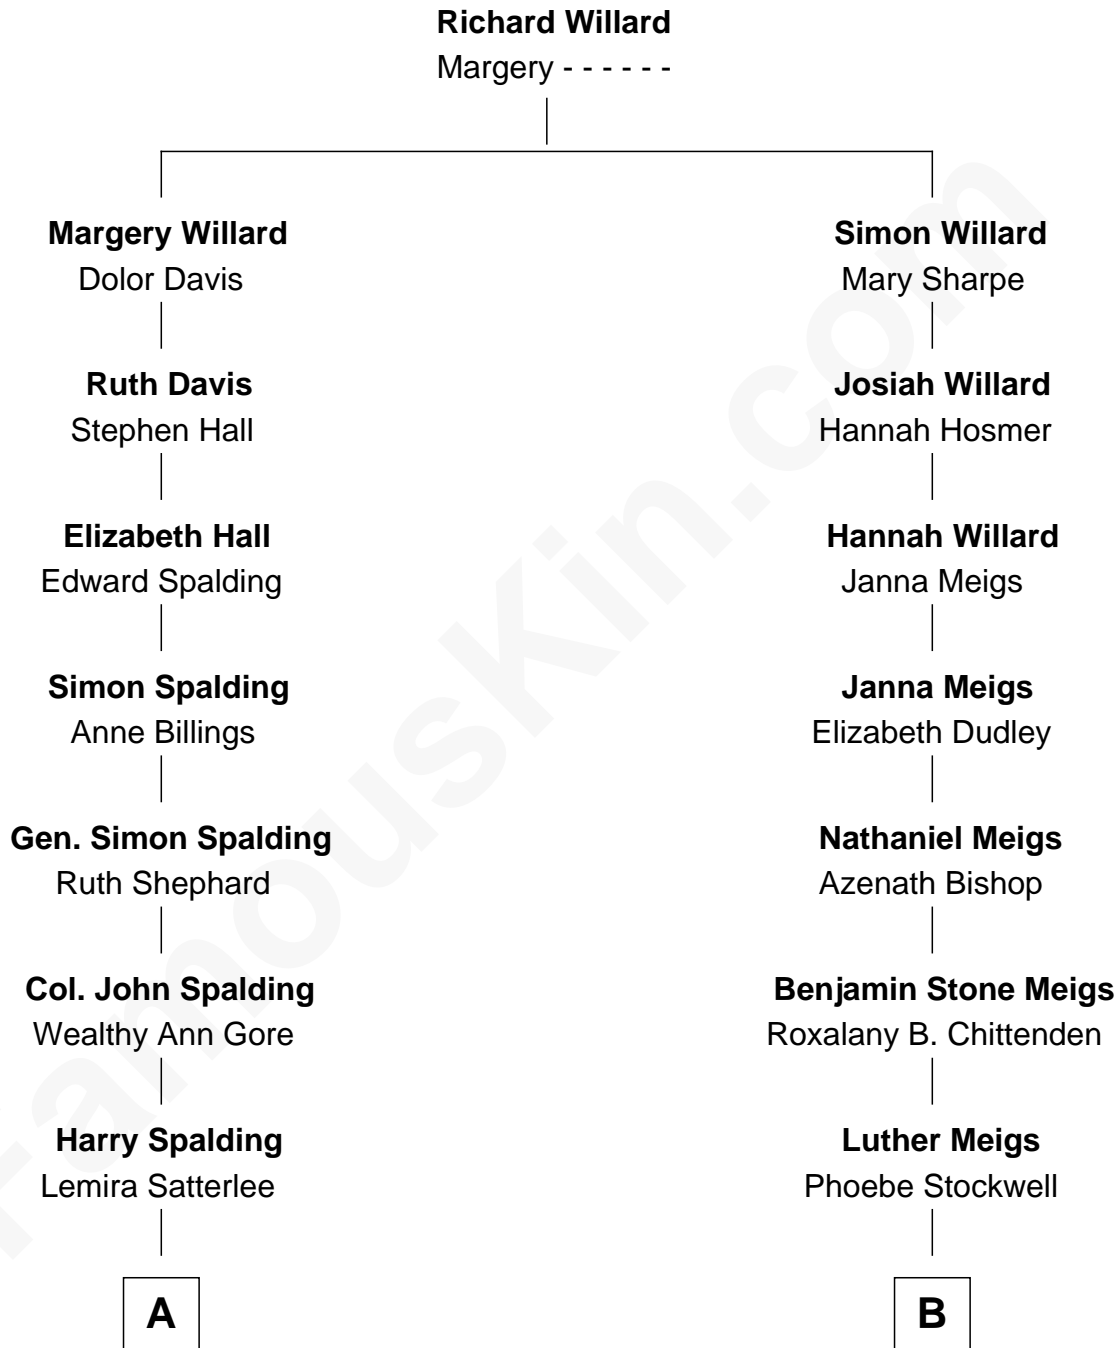 Richard Willard
Margery - - - - - -
Margery Willard
Dolor Davis
Simon Willard
Mary Sharpe
Ruth Davis
Stephen Hall
Josiah Willard
Hannah Hosmer
Elizabeth Hall
Edward Spalding
Hannah Willard
Janna Meigs
Simon Spalding
Anne Billings
Janna Meigs
Elizabeth Dudley
Gen. Simon Spalding
Ruth Shephard
Nathaniel Meigs
Azenath Bishop
Col. John Spalding
Wealthy Ann Gore
Benjamin Stone Meigs
Roxalany B. Chittenden
Harry Spalding
Lemira Satterlee
Luther Meigs
Phoebe Stockwell
A
B
FamousKin.com